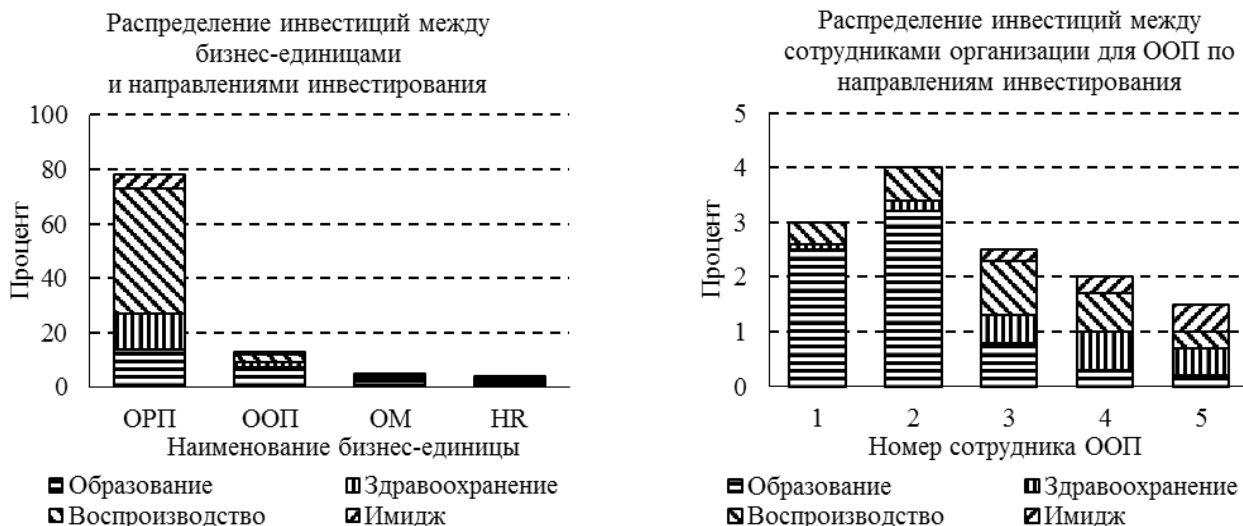 Распределение инвестиций между
бизнес-единицами
и направлениями инвестирования
100
80
60
40
20
0
Процент
ОРП ООП ОМ HR
Наименование бизнес-единицы
Образование Здравоохранение
Воспроизводство Имидж
Распределение инвестиций между
сотрудниками организации для ООП по
направлениям инвестирования
5
4
3
2
1
0
Процент
1 2 3 4 5
Номер сотрудника ООП
Образование Здравоохранение
Воспроизводство Имидж